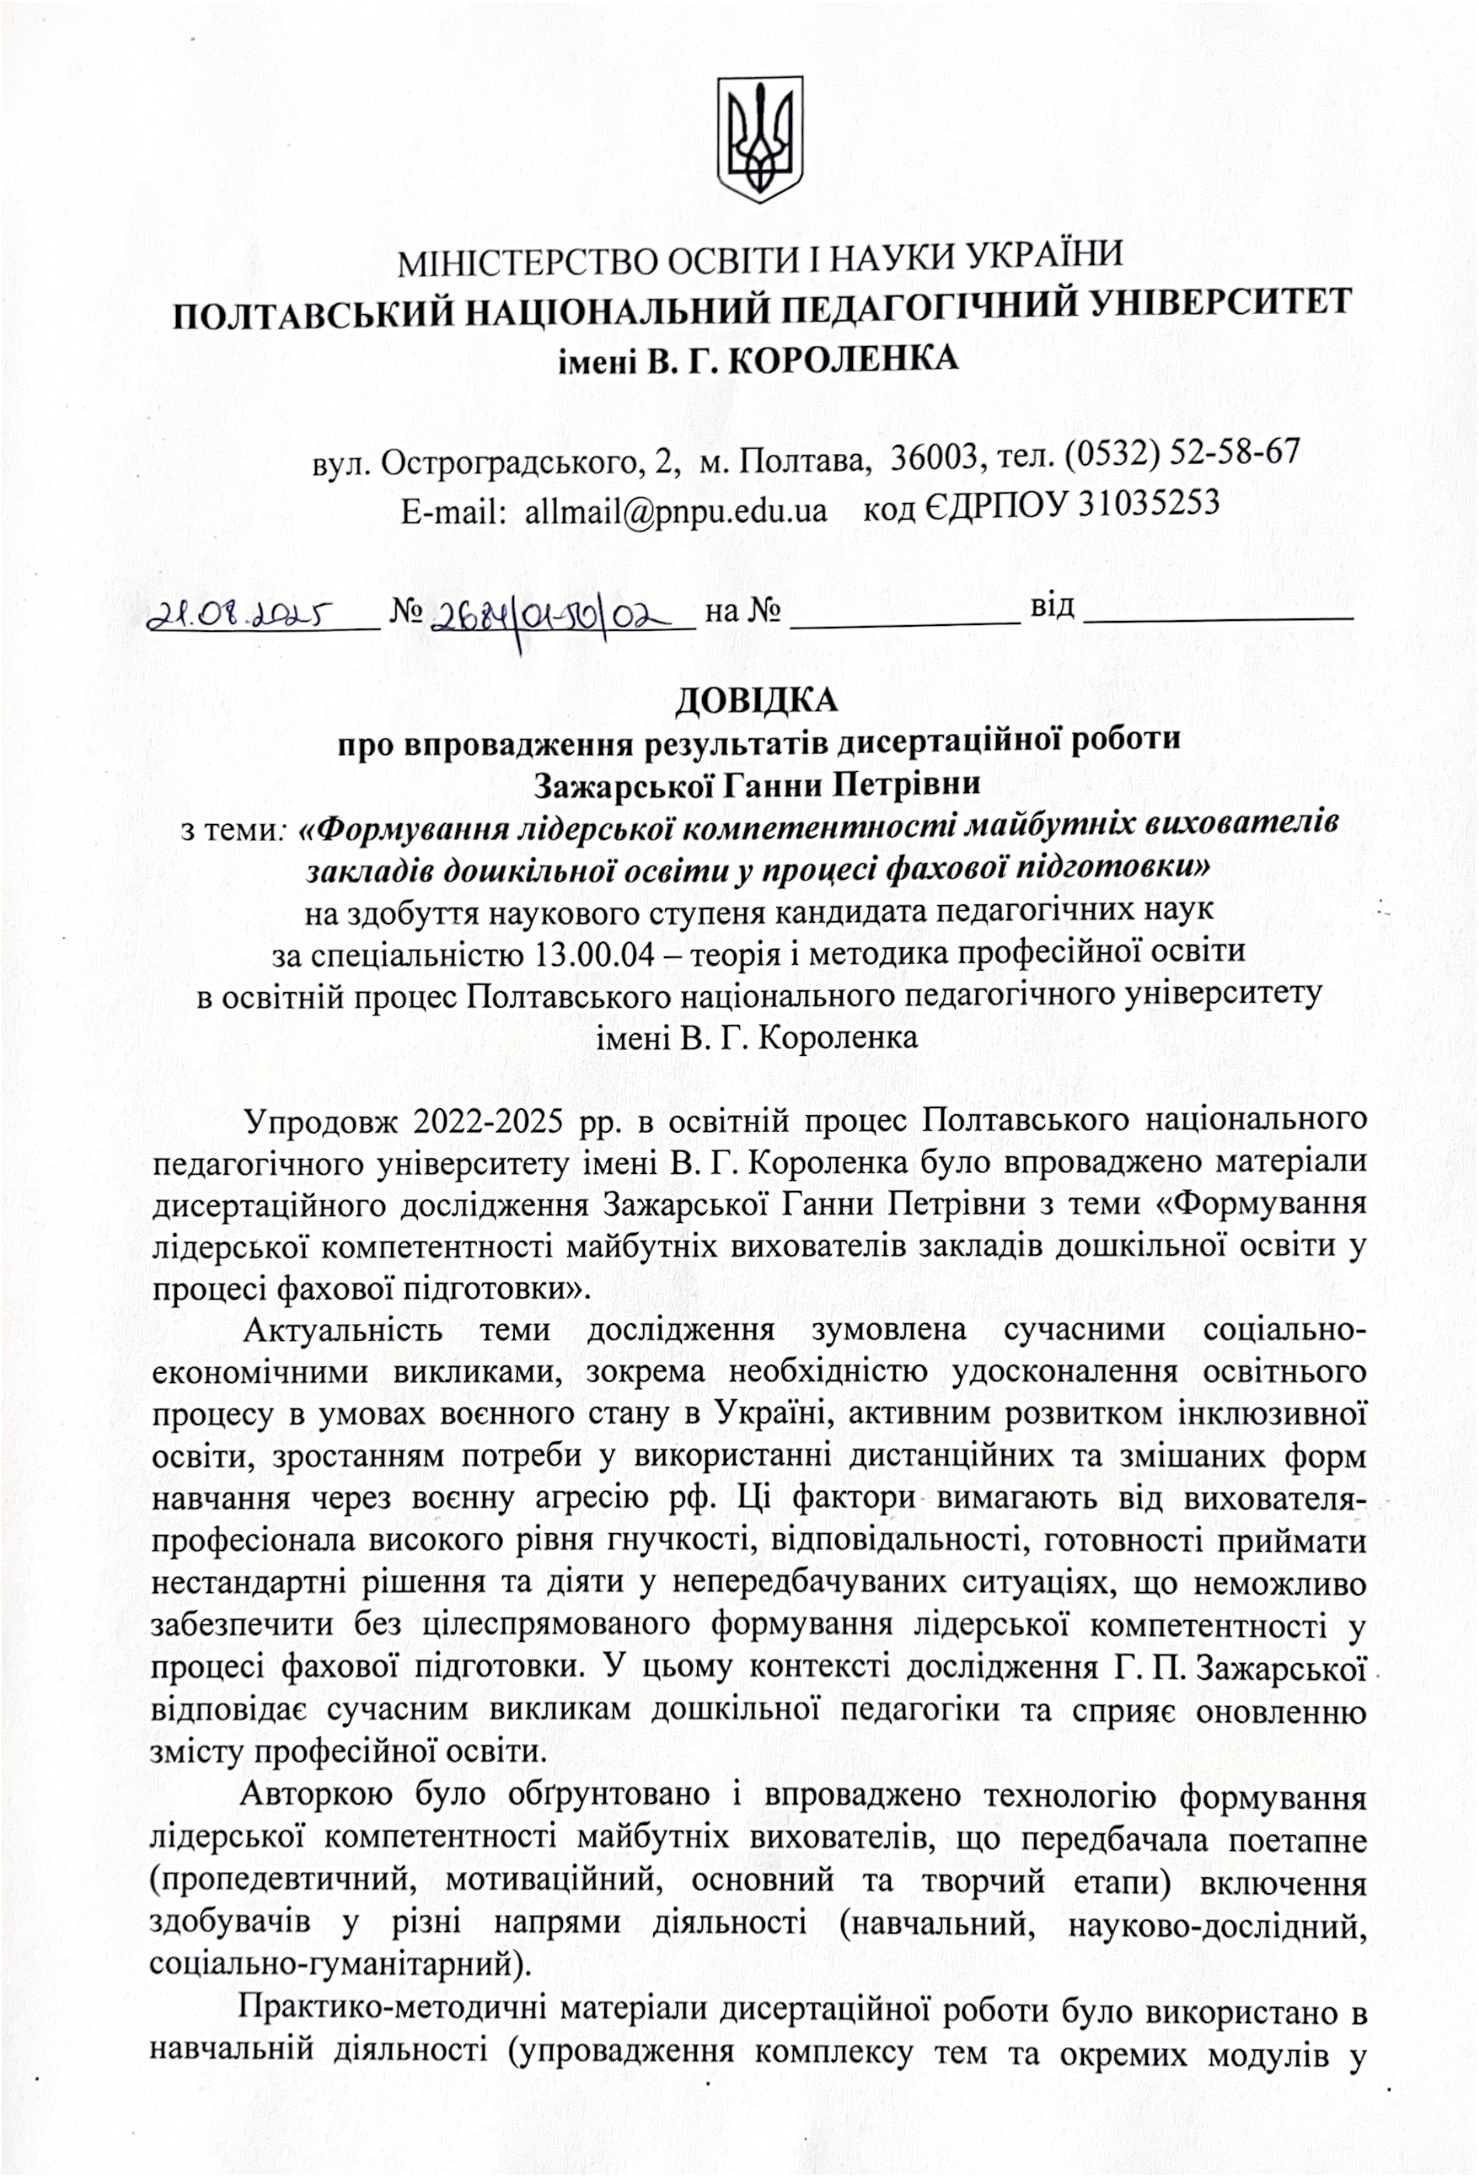 МІНІСТЕРСТВО ОСВІТИ І НАУКИ УКРАЇНИ
ПОЛТАВСЬКИЙ НАЦІОНАЛЬНИЙ ПЕДАГОГІЧНИЙ УНІВЕРСИТЕТ
імені В. Г. КОРОЛЕНКА
вул. Остроградського, 2, м. Полтава, 36003, тел. (0532) 52-58-67
E-mail: allmail@pnpu.edu.ua код ЄДРПОУ 31035253
21.08.2025 № 2684/01-50/02 на № ____________ від ______________
ДОВІДКА
про впровадження результатів дисертаційної роботи
Зажарської Ганни Петрівни
з теми: «Формування лідерської компетентності майбутніх вихователів
закладів дошкільної освіти у процесі фахової підготовки»
на здобуття наукового ступеня кандидата педагогічних наук
за спеціальністю 13.00.04 – теорія і методика професійної освіти
в освітній процес Полтавського національного педагогічного університету
імені В. Г. Короленка
Упродовж 2022-2025 рр. в освітній процес Полтавського національного
педагогічного університету імені В. Г. Короленка було впроваджено матеріали
дисертаційного дослідження Зажарської Ганни Петрівни з теми «Формування
лідерської компетентності майбутніх вихователів закладів дошкільної освіти у
процесі фахової підготовки».
Актуальність теми дослідження зумовлена сучасними соціально-
економічними викликами, зокрема необхідністю удосконалення освітнього
процесу в умовах воєнного стану в Україні, активним розвитком інклюзивної
освіти, зростанням потреби у використанні дистанційних та змішаних форм
навчання через воєнну агресію рф. Ці фактори вимагають від вихователя-
професіонала високого рівня гнучкості, відповідальності, готовності приймати
нестандартні рішення та діяти у непередбачуваних ситуаціях, що неможливо
забезпечити без цілеспрямованого формування лідерської компетентності у
процесі фахової підготовки. У цьому контексті дослідження Г. П. Зажарської
відповідає сучасним викликам дошкільної педагогіки та сприяє оновленню
змісту професійної освіти.
Авторкою було обґрунтовано і впроваджено технологію формування
лідерської компетентності майбутніх вихователів, що передбачала поетапне
(пропедевтичний, мотиваційний, основний та творчий етапи) включення
здобувачів у різні напрями діяльності (навчальний, науково-дослідний,
соціально-гуманітарний).
Практико-методичні матеріали дисертаційної роботи було використано в
навчальній діяльності (упровадження комплексу тем та окремих модулів у